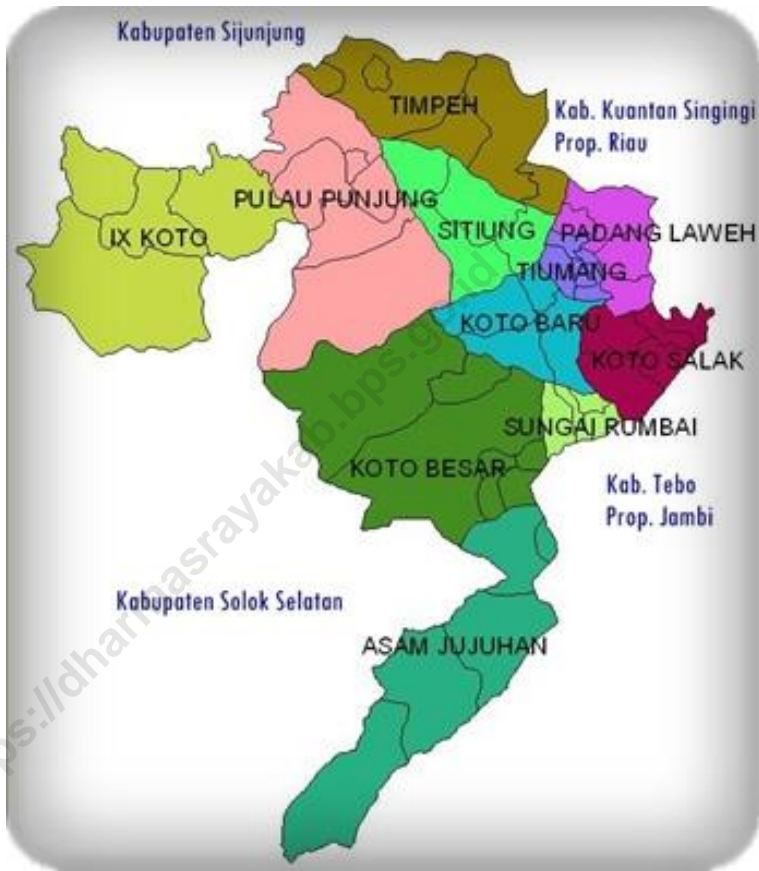 Kabupaten Sijunjung
TIMPEH
Kab. Kuantan Singingi
Prop. Riau
PULAU PUNJUNG
IX KOTO
SITIUNG
PADANG LAWEH
TIUMANG
KOTO BARU
KOTO SALAK
SUNGAI RUMBAI
KOTO BESAR
Kab. Tebo
Prop. Jambi
Kabupaten Solok Selatan
ASAM JUJUHAN
ps://dharmasrayakab.bps.go.id